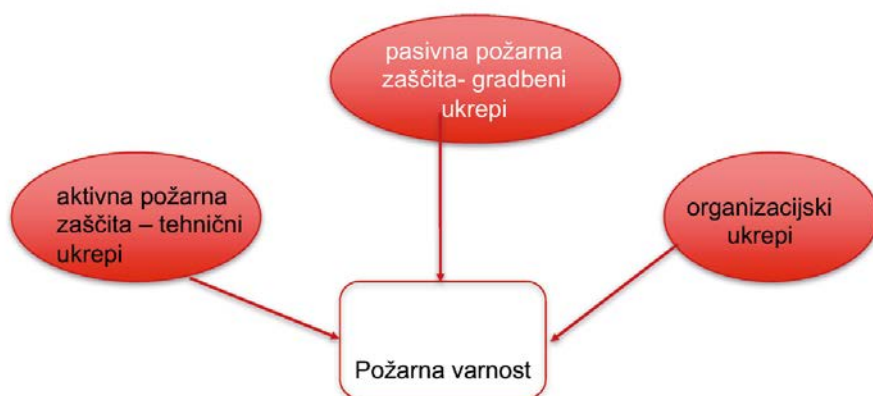 pasivna požarna
zaščita- gradbeni
ukrepi
aktivna požarna
zaščita – tehnični
ukrepi
organizacijski
ukrepi
Požarna varnost